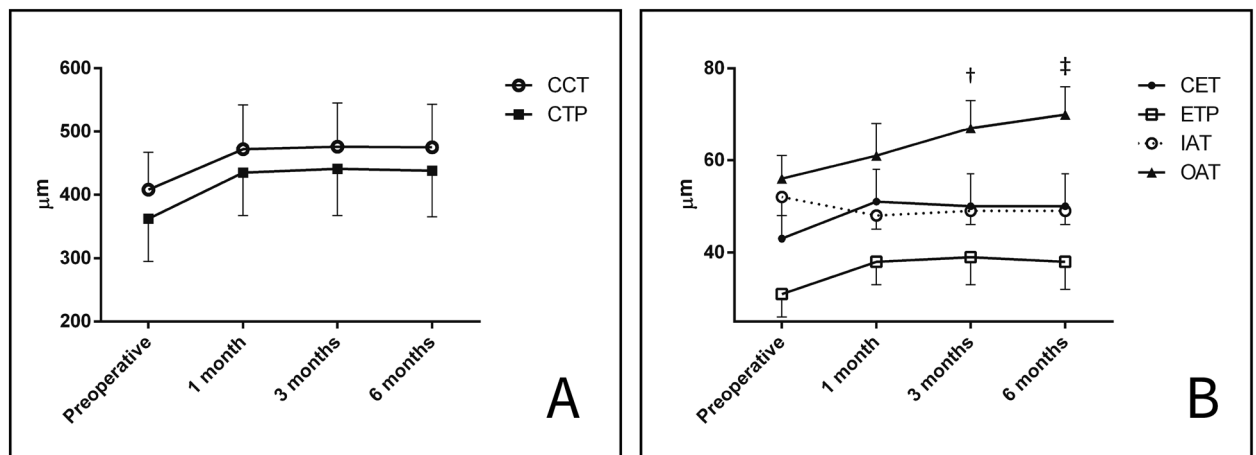 600
500
400
300
200
μm
Preoperative
1 month
3 months
6 months
CCT
CTP
A
80
60
40
μm
†
‡
Preoperative
1 month
3 months
6 months
CET
ETP
IAT
OAT
B